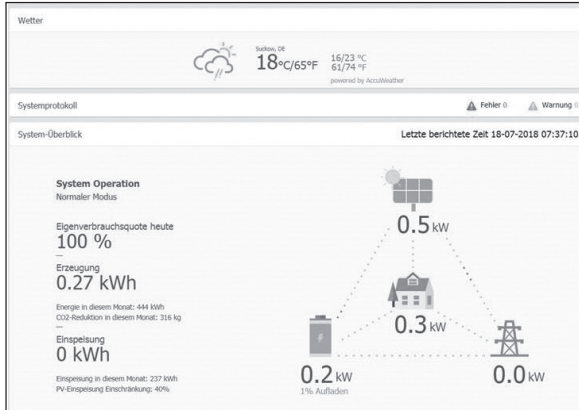 Wetter
Suckow, DE
18°C/65°F
16/23 °C
61/74 °F
powered by AccuWeather
Systemprotokoll
Fehler 0
Warnung 0
System-Überblick
Letzte berichtete Zeit 18-07-2018 07:37:10
System Operation
Normaler Modus
Eigenverbrauchsquote heute
100 %
Erzeugung
0.27 kWh
Energie in diesem Monat: 444 kWh
CO2-Reduktion in diesem Monat: 316 kg
Einspeisung
0 kWh
Einspeisung in diesem Monat: 237 kWh
PV-Einspeisung Einschränkung: 40%
0.5 kW
0.3 kW
0.2 kW
1% Aufladen
0.0 kW